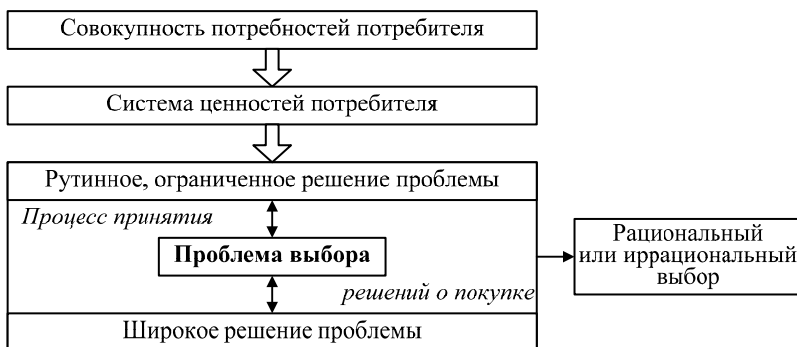 Совокупность потребностей потребителя
Система ценностей потребителя
Рутинное, ограниченное решение проблемы
Процесс принятия
Проблема выбора
решений о покупке
Широкое решение проблемы
Рациональный
или иррациональный
выбор